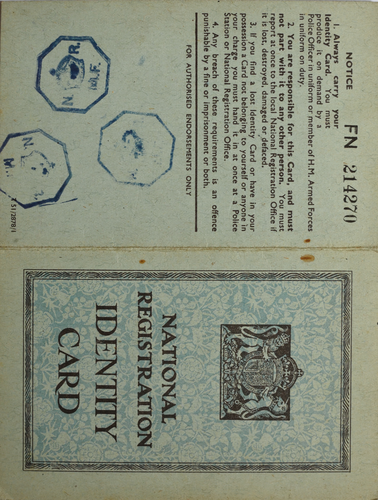 NOTICE
FN 214270
1. Always carry your
Identity Card. You must
produce it on demand by a
Police Officer in uniform or member of H.M. Armed Forces
in uniform on duty.
2. You are responsible for this Card, and must
not part with it to any other person. You must
report at once to the local National Registration Office if
it is lost, destroyed, damaged or defaced.
3. If you find a lost Identity Card or have in your
possession a Card not belonging to yourself or anyone in
your charge you must hand it in at once at a Police
Station or National Registration Office.
4. Any breach of these requirements is an offence
punishable by a fine or imprisonment or both.
FOR AUTHORISED ENDORSEMENTS ONLY
51/2878/1
NATIONAL
REGISTRATION
IDENTITY
CARD